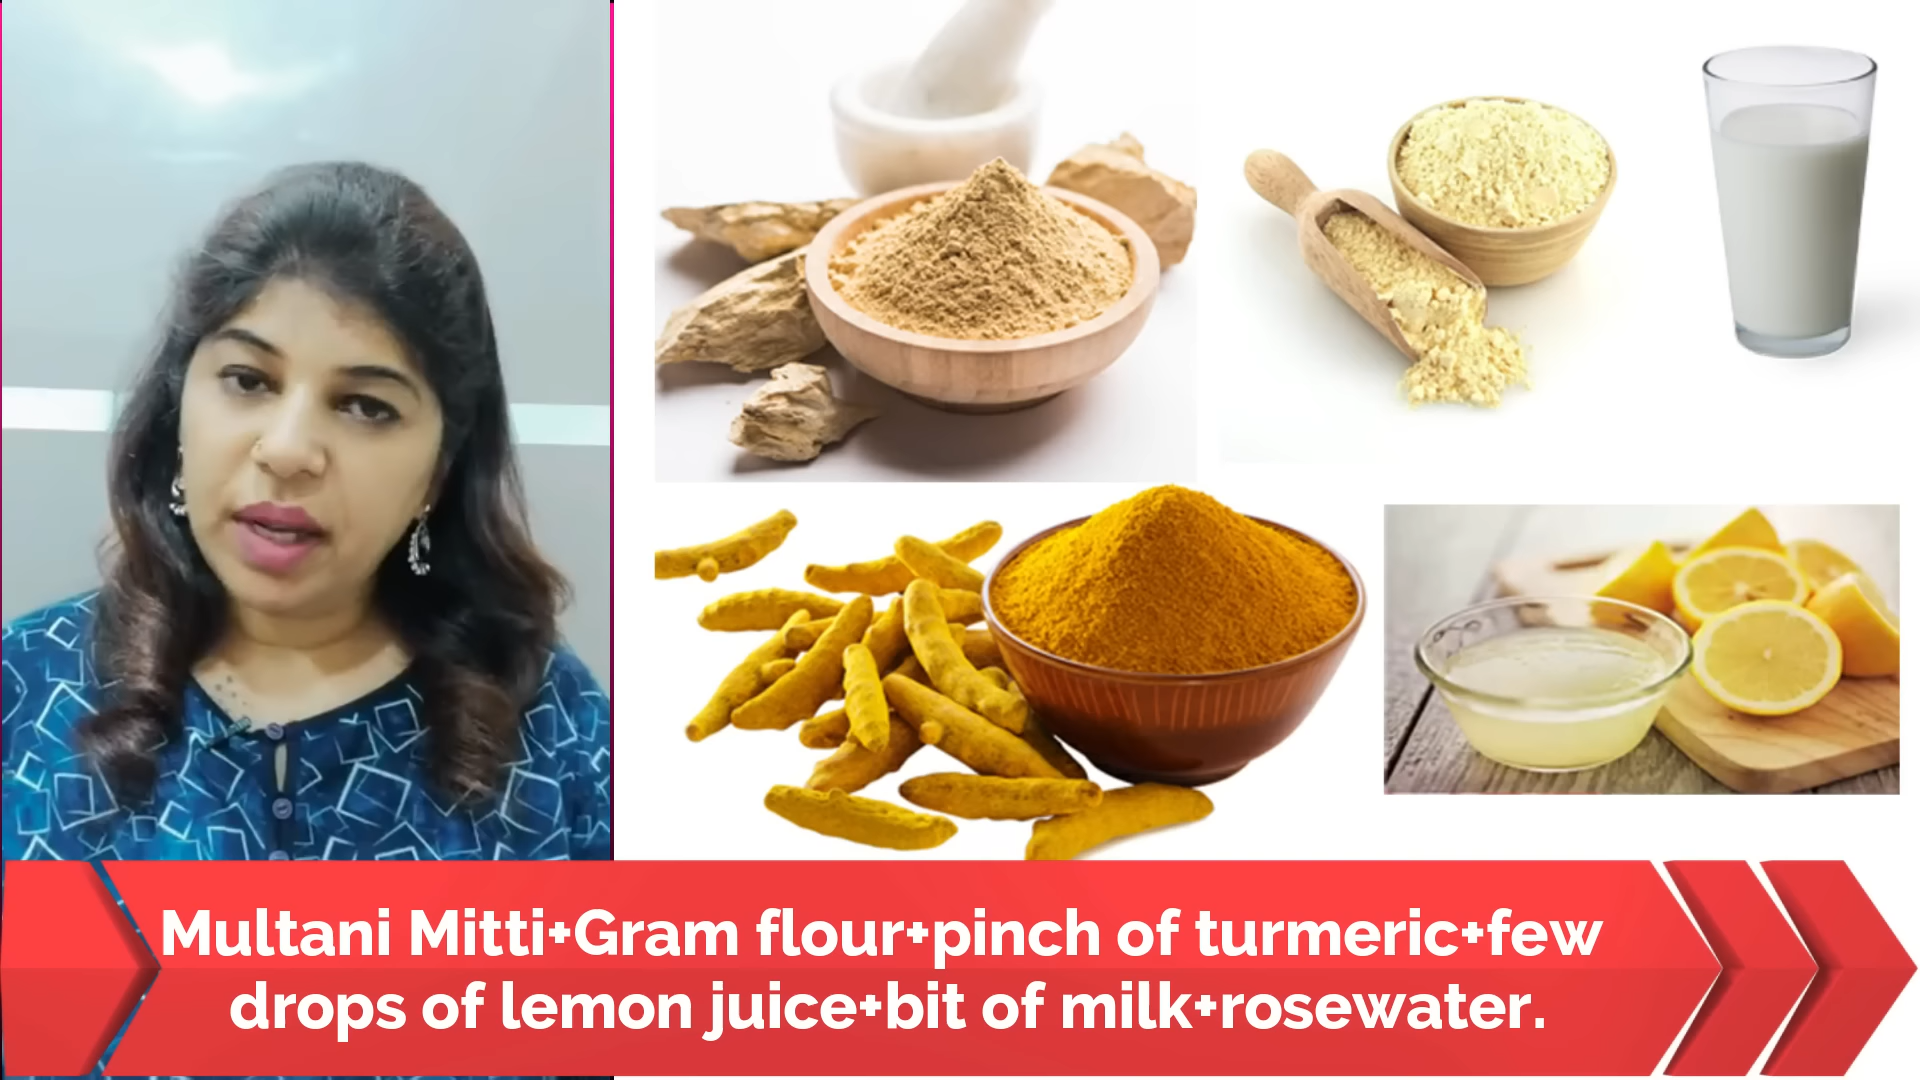 Multani Mitti+Gram flour+pinch of turmeric+few
drops of lemon juice+bit of milk+rosewater.